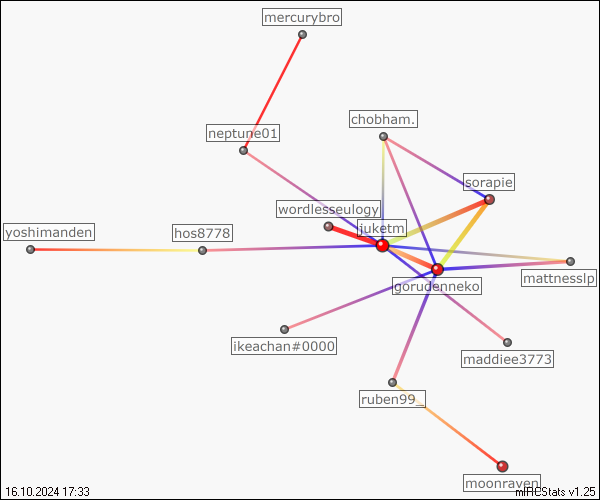 mercurybro
chobham.
neptune01
sorapie
wordlesseulogy
juketm
yoshimanden
hos8778
mattnesslp
gorudenneko
ikeachan#0000
maddiee3773
ruben99_
moonraven
16.10.2024 17:33
mIRCStats v1.25